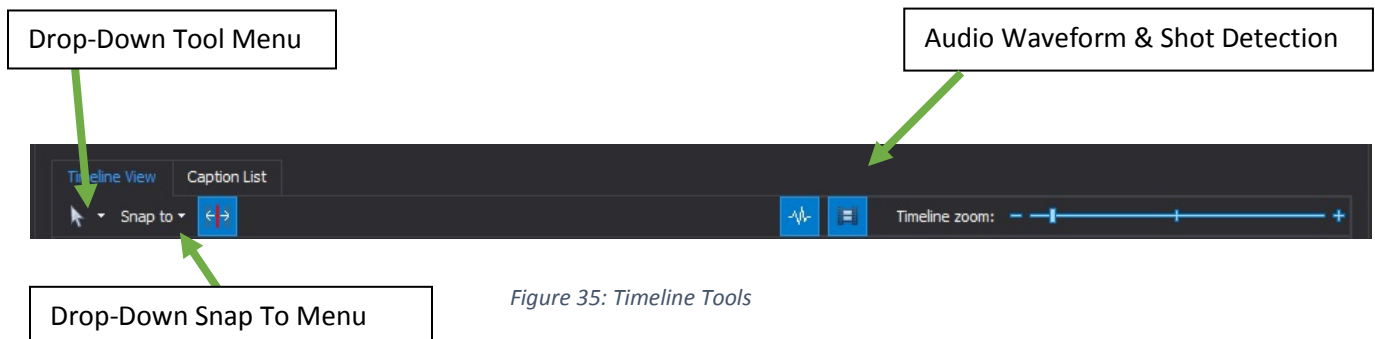 Drop-Down Tool Menu
Audio Waveform & Shot Detection
Timeline View
Caption List
Snap to
Timeline zoom:
Figure 35: Timeline Tools
Drop-Down Snap To Menu